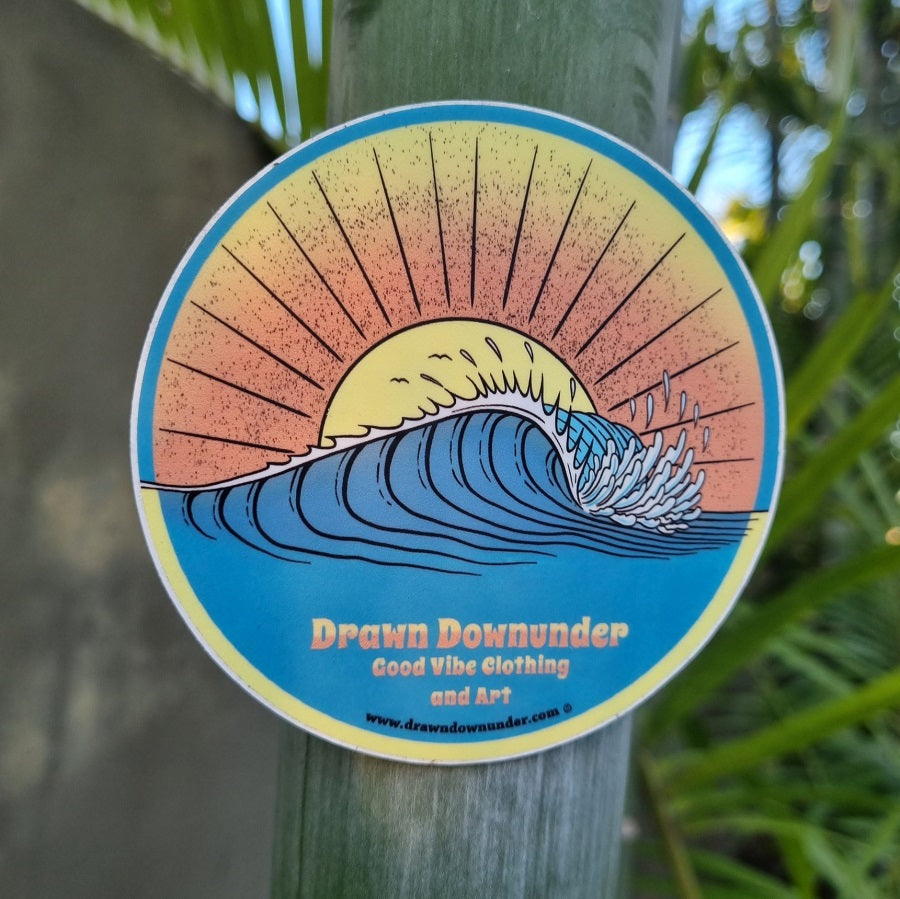 Drawn Downunder
Good Vibe Clothing
and Art
www.drawndownunder.com ©